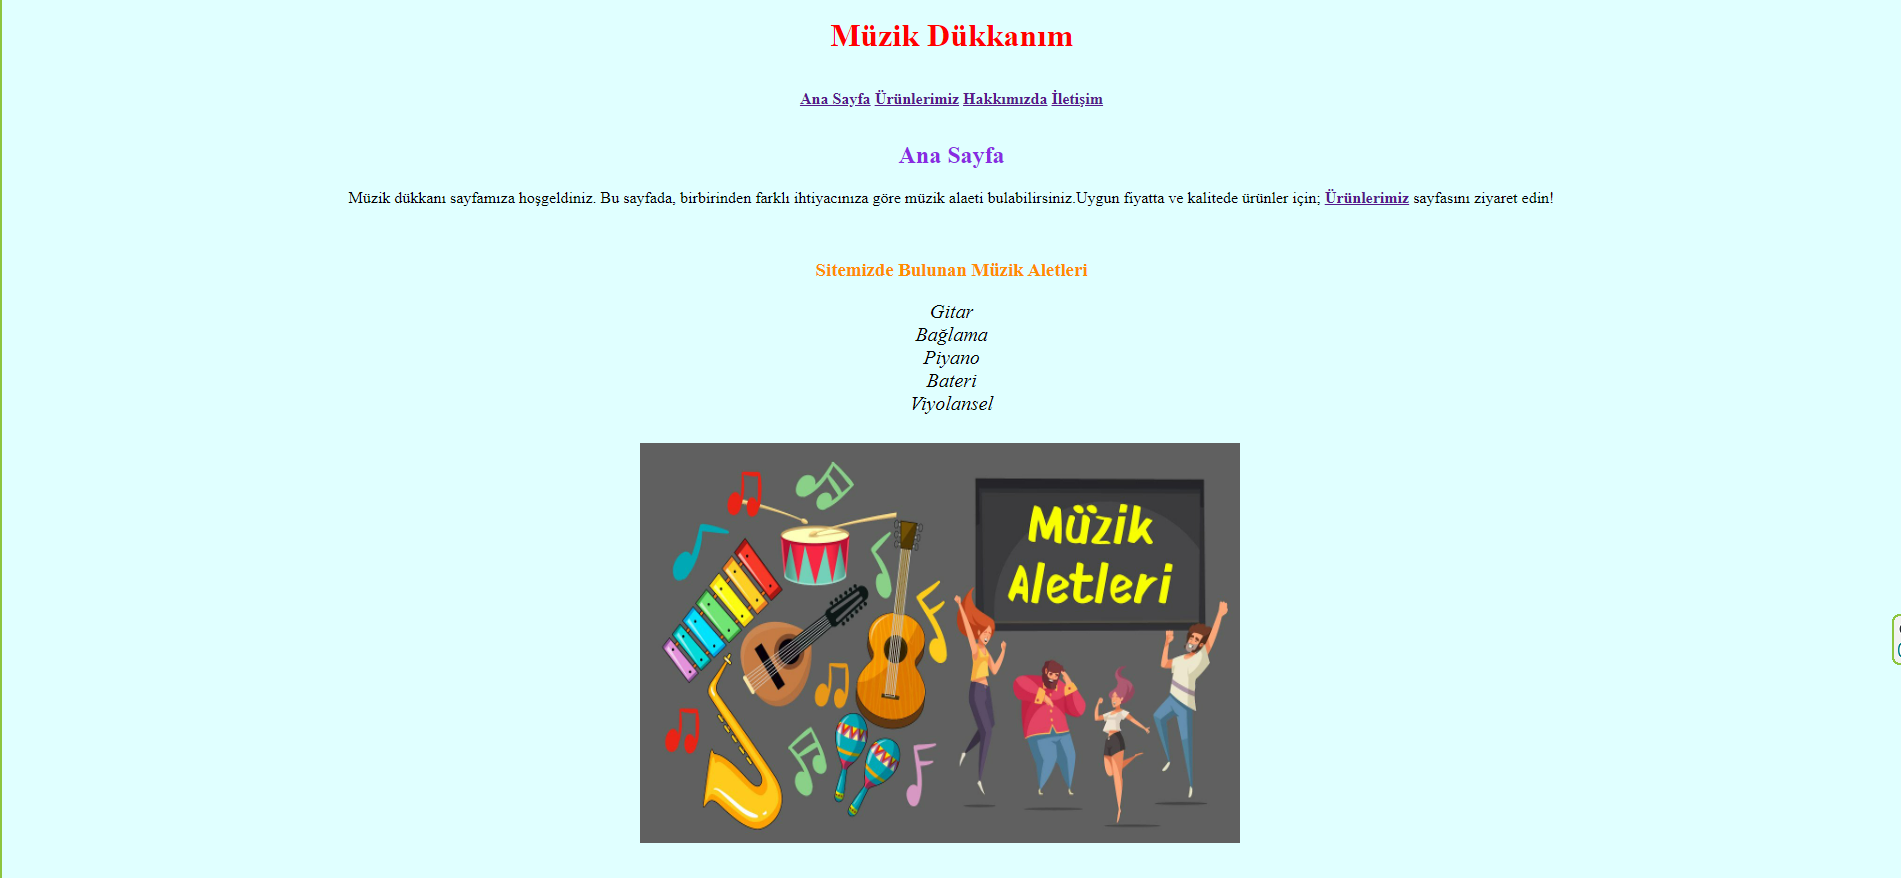 Müzik Dükkanım
Ana Sayfa Ürünlerimiz Hakkımızda İletişim
Ana Sayfa
Müzik dükkanı sayfamıza hoşgeldiniz. Bu sayfada, birbirinden farklı ihtiyacınıza göre müzik alaeti bulabilirsiniz.Uygun fiyatta ve kalitede ürünler için; Ürünlerimiz sayfasını ziyaret edin!
Sitemizde Bulunan Müzik Aletleri
Gitar
Bağlama
Piyano
Bateri
Viyolansel
Müzik
Aletleri